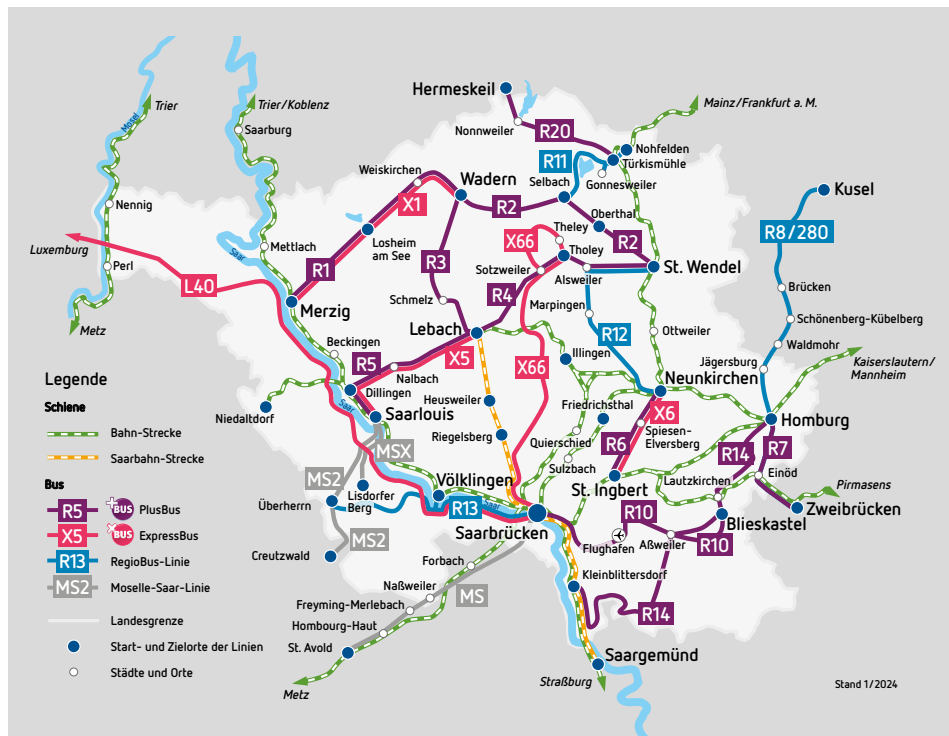 Hermeskeil
Mainz/Frankfurt a. M.
Trier
Trier/Koblenz
Mosel
Saarburg
Nonnweiler
R20
Nohfelden
R11
Türkismühle
Weiskirchen
Wadern
Selbach
Gonnesweiler
Kusel
X1
R2
Oberthal
Nennig
Theley
R8/280
Luxemburg
Losheim
am See
X66
R2
Mettlach
Saar
Tholey
Perl
R1
R3
Sotzweiler
Alsweiler
St. Wendel
L40
R4
Brücken
Merzig
Schmelz
Marpingen
Metz
Schönenberg-Kübelberg
Lebach
R12
Ottweiler
Beckingen
Waldmohr
R5
X5
Illingen
Jägersburg
Kaiserslautern/
Mannheim
Nalbach
X66
Neunkirchen
Legende
Dillingen
Heusweiler
Friedrichsthal
X6
Schiene
Niedaltdorf
Saar
Saarlouis
Homburg
Bahn-Strecke
Riegelsberg
Quierschied
R6
Spiesen-
Elversberg
MSX
R14
R7
Saarbahn-Strecke
Sulzbach
MS2
Bus
St. Ingbert
Lautzkirchen
Einöd
Pirmasens
Völklingen
R5
+BUS
PlusBus
Überherrn
Lisdorfer
Berg
R13
Saar
R10
Zweibrücken
Blieskastel
X5
×BUS
ExpressBus
Saarbrücken
Flughafen
Aßweiler
R10
R13
RegioBus-Linie
MS2
Creutzwald
Forbach
Kleinblittersdorf
MS2
Moselle-Saar-Linie
Naßweiler
MS
Freyming-Merlebach
R14
Landesgrenze
Hombourg-Haut
Start- und Zielorte der Linien
St. Avold
Saargemünd
Städte und Orte
Metz
Straßburg
Stand 1/2024